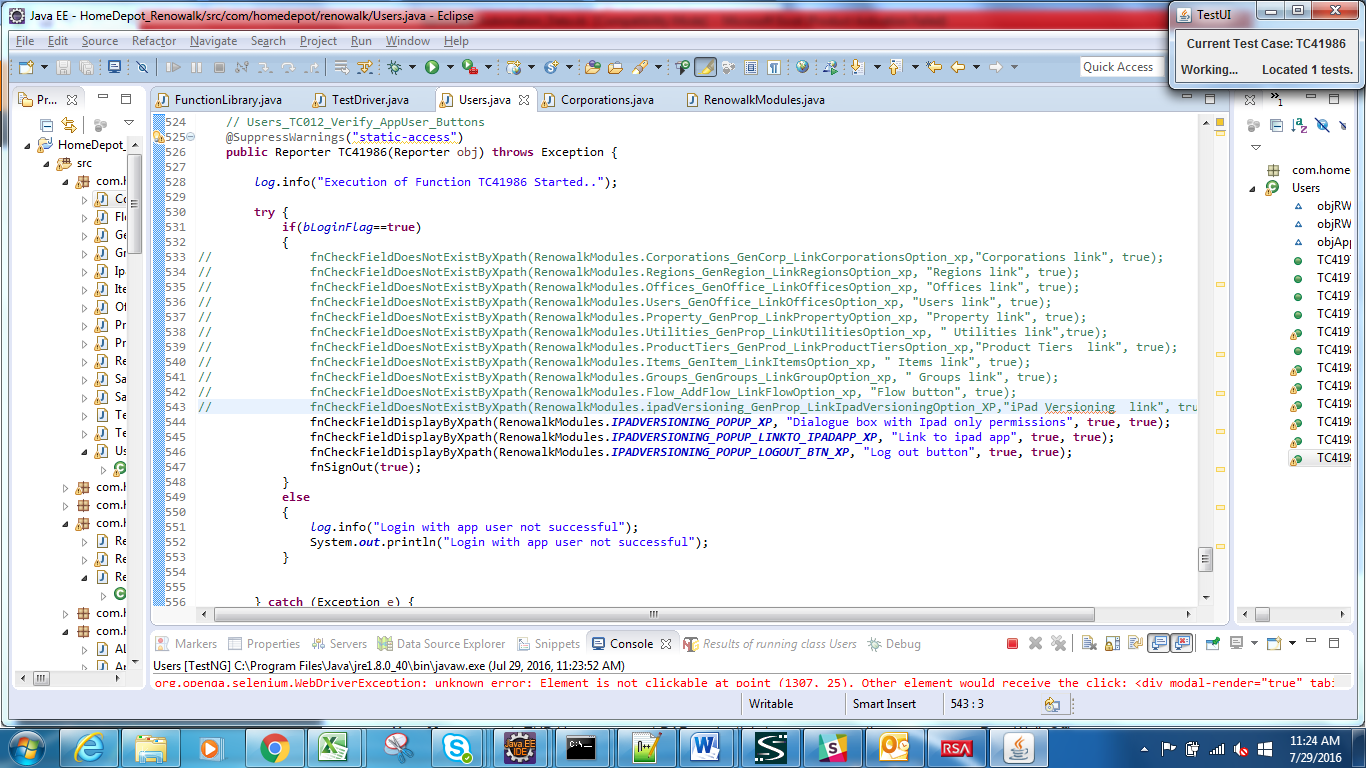 Java EE - HomeDepot_Renowalk/src/com/homedepot/renowalk/Users.java - Eclipse
TestUI
Current Test Case: TC41986
Working... Located 1 tests.
File Edit Source Refactor Navigate Search Project Run Window Help
Quick Access
Pr...
FunctionLibrary.java TestDriver.java Users.java Corporations.java RenowalkModules.java
HomeDepot_
src
com.h
Co
Flo
Ge
Gr
Ipa
Ite
Of
Pr
Pr
Re
Sa
Sa
Te
Te
Us
com.h
com.h
com.h
Re
Re
Re
com.h
com.h
AL
524 // Users_TC012_Verify_AppUser_Buttons
525 @SuppressWarnings("static-access")
526 public Reporter TC41986(Reporter obj) throws Exception {
527
528 log.info("Execution of Function TC41986 Started..");
529
530 try {
531 if(bLoginFlag==true)
532 {
533 // fnCheckFieldDoesNotExistByXpath(RenowalkModules.Corporations_GenCorp_LinkCorporationsOption_xp,"Corporations link", true);
534 // fnCheckFieldDoesNotExistByXpath(RenowalkModules.Regions_GenRegion_LinkRegionsOption_xp, "Regions link", true);
535 // fnCheckFieldDoesNotExistByXpath(RenowalkModules.Offices_GenOffice_LinkOfficesOption_xp, "Offices link", true);
536 // fnCheckFieldDoesNotExistByXpath(RenowalkModules.Users_GenOffice_LinkOfficesOption_xp, "Users link", true);
537 // fnCheckFieldDoesNotExistByXpath(RenowalkModules.Property_GenProp_LinkPropertyOption_xp, "Property link", true);
538 // fnCheckFieldDoesNotExistByXpath(RenowalkModules.Utilities_GenProp_LinkUtilitiesOption_xp, " Utilities link",true);
539 // fnCheckFieldDoesNotExistByXpath(RenowalkModules.ProductTiers_GenProd_LinkProductTiersOption_xp,"Product Tiers  link", true);
540 // fnCheckFieldDoesNotExistByXpath(RenowalkModules.Items_GenItem_LinkItemsOption_xp, " Items link", true);
541 // fnCheckFieldDoesNotExistByXpath(RenowalkModules.Groups_GenGroups_LinkGroupOption_xp, " Groups link", true);
542 // fnCheckFieldDoesNotExistByXpath(RenowalkModules.Flow_AddFlow_LinkFlowOption_xp, "Flow button", true);
543 // fnCheckFieldDoesNotExistByXpath(RenowalkModules.ipadVersioning_GenProp_LinkIpadVersioningOption_XP,"iPad Versioning  link", tru
544 fnCheckFieldDisplayByXpath(RenowalkModules.IPADVERSIONING_POPUP_XP, "Dialogue box with Ipad only permissions", true, true);
545 fnCheckFieldDisplayByXpath(RenowalkModules.IPADVERSIONING_POPUP_LINKTO_IPADAPP_XP, "Link to ipad app", true, true);
546 fnCheckFieldDisplayByXpath(RenowalkModules.IPADVERSIONING_POPUP_LOGOUT_BTN_XP, "Log out button", true, true);
547 fnSignOut(true);
548 }
549 else
550 {
551 log.info("Login with app user not successful");
552 System.out.println("Login with app user not successful");
553 }
554
555
556 } catch (Exception e) {
1
com.home
Users
objRW
objRW
objAp
TC419
TC419
TC419
TC419
TC419
TC419
TC419
TC419
TC419
TC419
TC419
TC419
Markers Properties Servers Data Source Explorer Snippets Console Results of running class Users Debug
Users [TestNG] C:\Program Files\Java\jre1.8.0_40\bin\javaw.exe (Jul 29, 2016, 11:23:52 AM)
org.openqa.selenium.WebDriverException: unknown error: Element is not clickable at point (1307, 25). Other element would receive the click: <div modal-render="true" tabi
Writable Smart Insert 543 : 3
Java EE IDE
C:\_
RSA
11:24 AM
7/29/2016